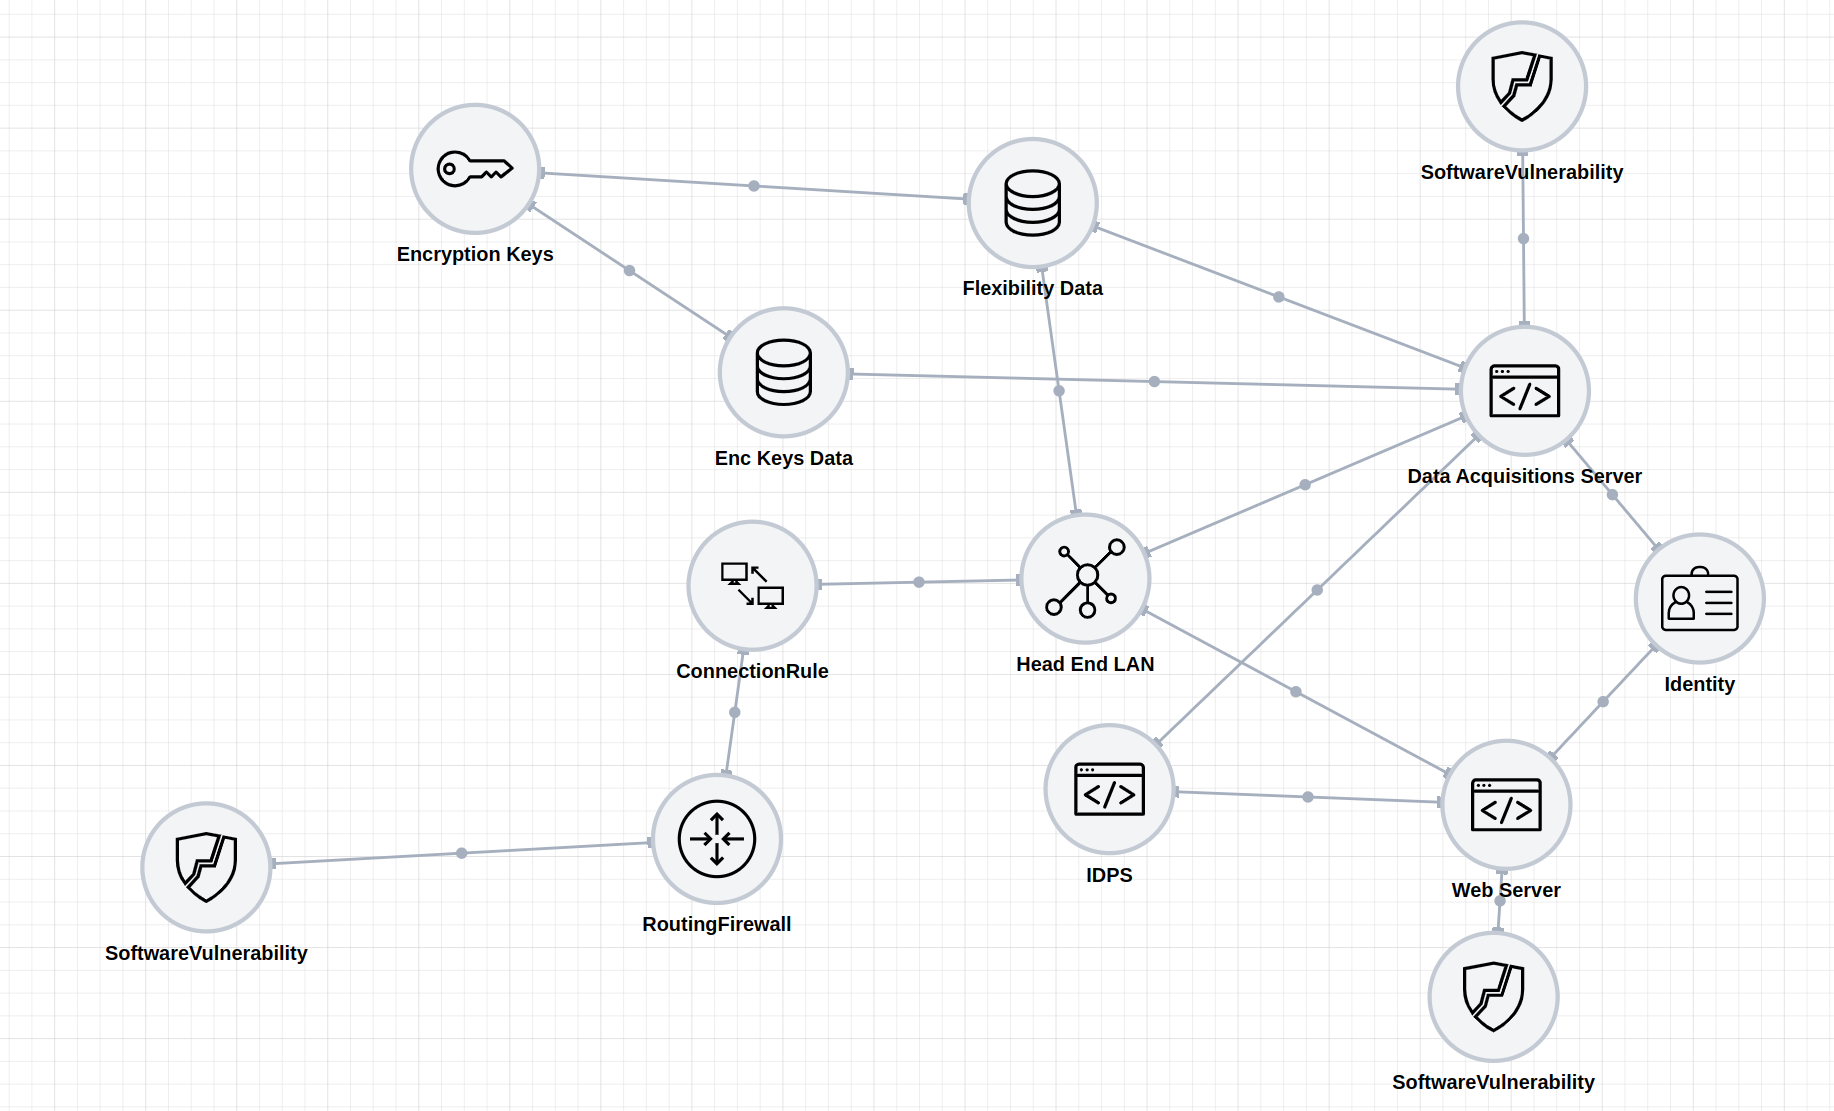 SoftwareVulnerability
Encryption Keys
Flexibility Data
Enc Keys Data
Data Acquisitions Server
ConnectionRule
Head End LAN
Identity
IDPS
Web Server
RoutingFirewall
SoftwareVulnerability
SoftwareVulnerability